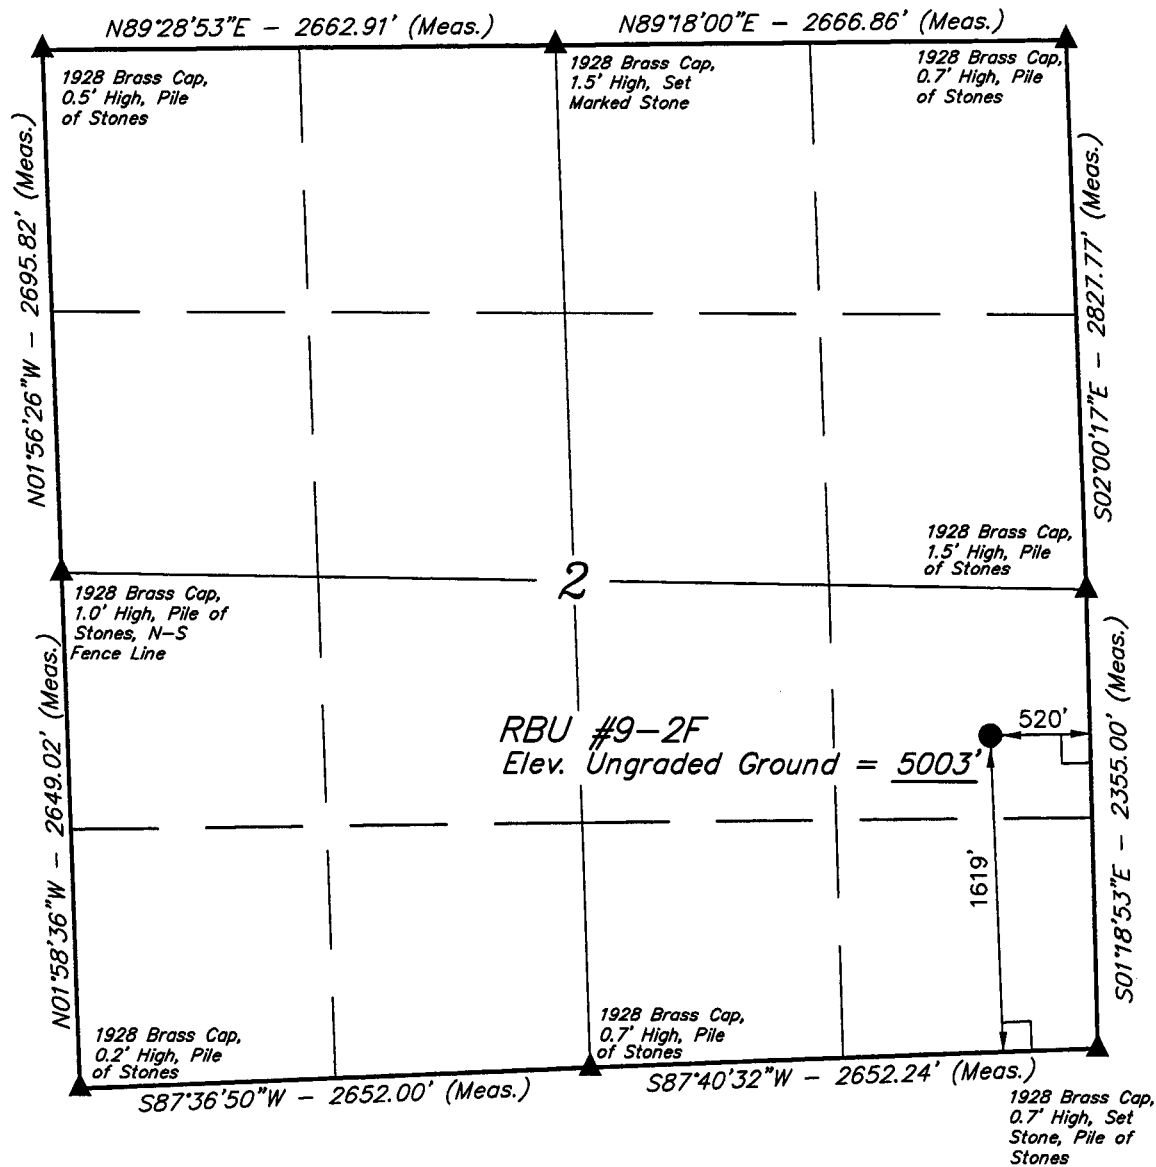 N89°28'53"E - 2662.91' (Meas.)
N89°18'00"E - 2666.86' (Meas.)
1928 Brass Cap,
0.5' High, Pile
of Stones
1928 Brass Cap,
1.5' High, Set
Marked Stone
1928 Brass Cap,
0.7' High, Pile
of Stones
N01°56'26"W - 2695.82' (Meas.)
S02°00'17"E - 2827.77' (Meas.)
1928 Brass Cap,
1.5' High, Pile
of Stones
2
1928 Brass Cap,
1.0' High, Pile of
Stones, N-S
Fence Line
N01°58'36"W - 2649.02' (Meas.)
S01°18'53"E - 2355.00' (Meas.)
RBU #9-2F
Elev. Ungraded Ground = 5003'
520'
1619'
1928 Brass Cap,
0.2' High, Pile
of Stones
1928 Brass Cap,
0.7' High, Pile
of Stones
S87°36'50"W - 2652.00' (Meas.)
S87°40'32"W - 2652.24' (Meas.)
1928 Brass Cap,
0.7' High, Set
Stone, Pile of
Stones